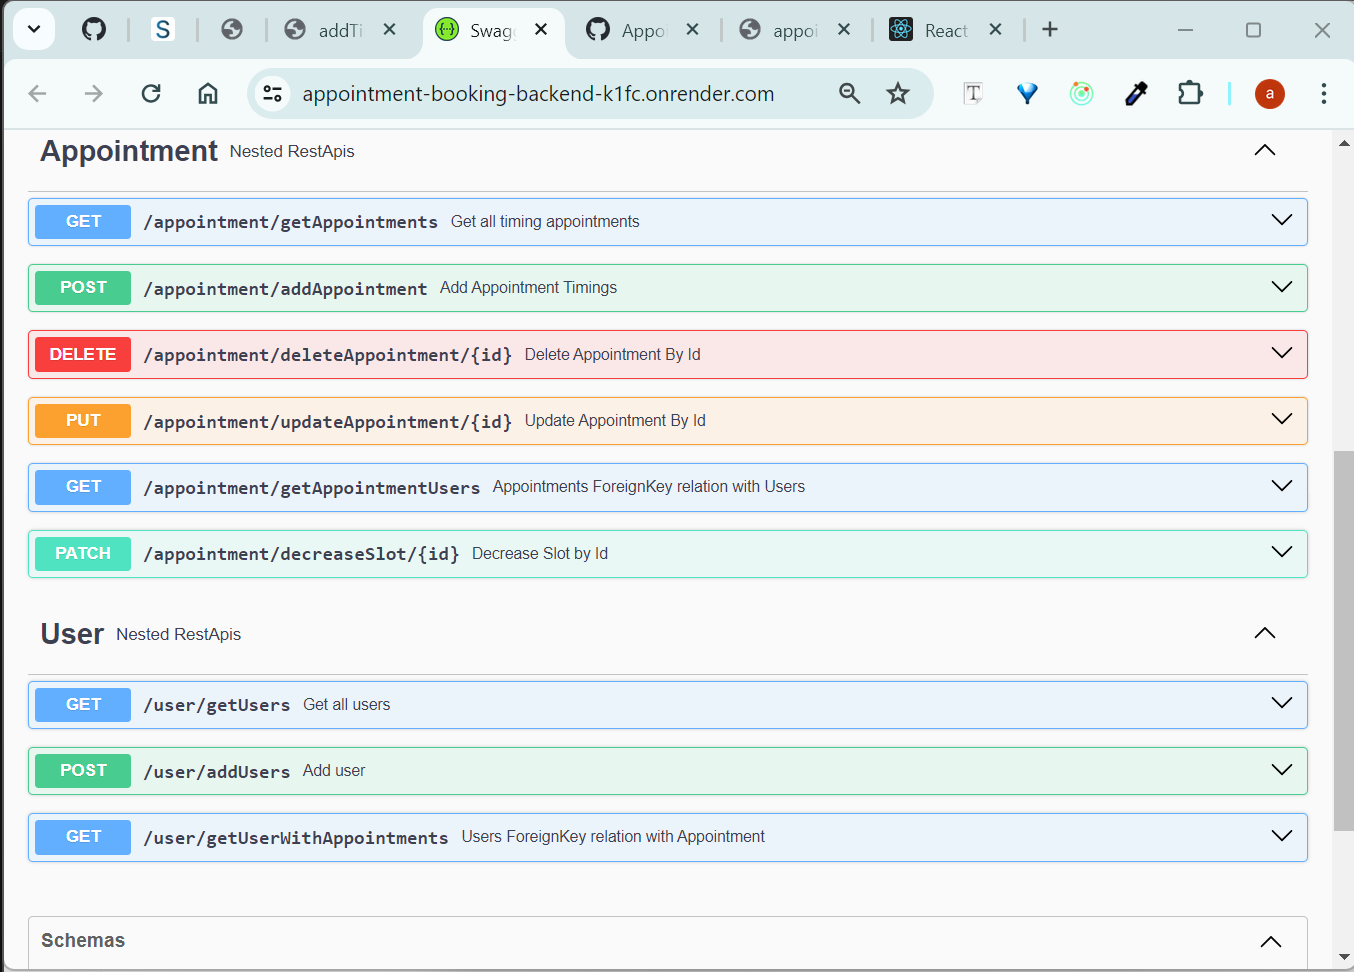 S
addTi
Swagg
Appoi
appoi
React
appointment-booking-backend-k1fc.onrender.com
T
a
Appointment Nested RestApis
GET /appointment/getAppointments Get all timing appointments
POST /appointment/addAppointment Add Appointment Timings
DELETE /appointment/deleteAppointment/{id} Delete Appointment By Id
PUT /appointment/updateAppointment/{id} Update Appointment By Id
GET /appointment/getAppointmentUsers Appointments ForeignKey relation with Users
PATCH /appointment/decreaseSlot/{id} Decrease Slot by Id
User Nested RestApis
GET /user/getUsers Get all users
POST /user/addUsers Add user
GET /user/getUserWithAppointments Users ForeignKey relation with Appointment
Schemas